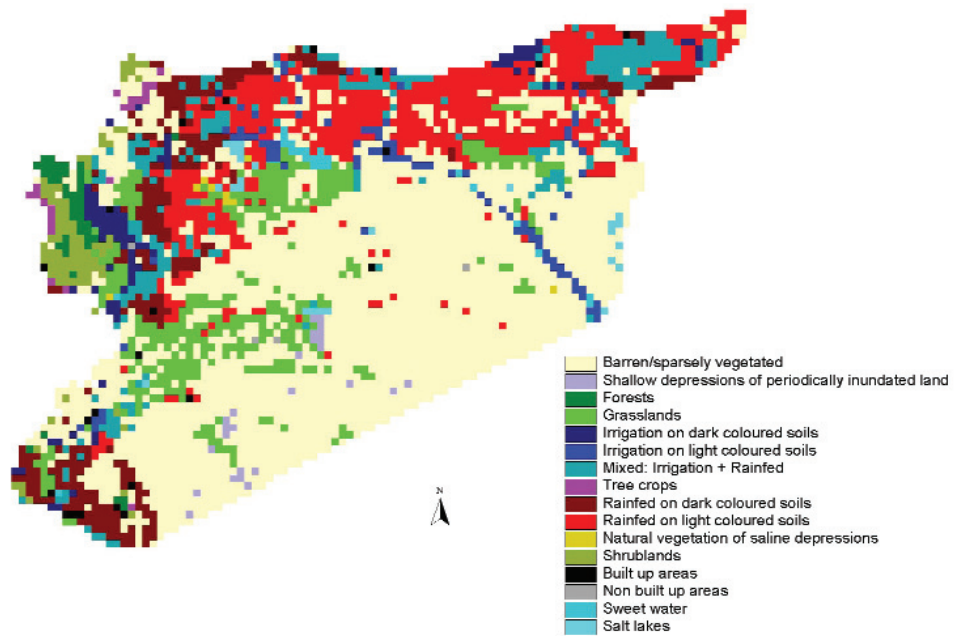 N
Barren/sparsely vegetated
Shallow depressions of periodically inundated land
Forests
Grasslands
Irrigation on dark coloured soils
Irrigation on light coloured soils
Mixed: Irrigation + Rainfed
Tree crops
Rainfed on dark coloured soils
Rainfed on light coloured soils
Natural vegetation of saline depressions
Shrublands
Built up areas
Non built up areas
Sweet water
Salt lakes